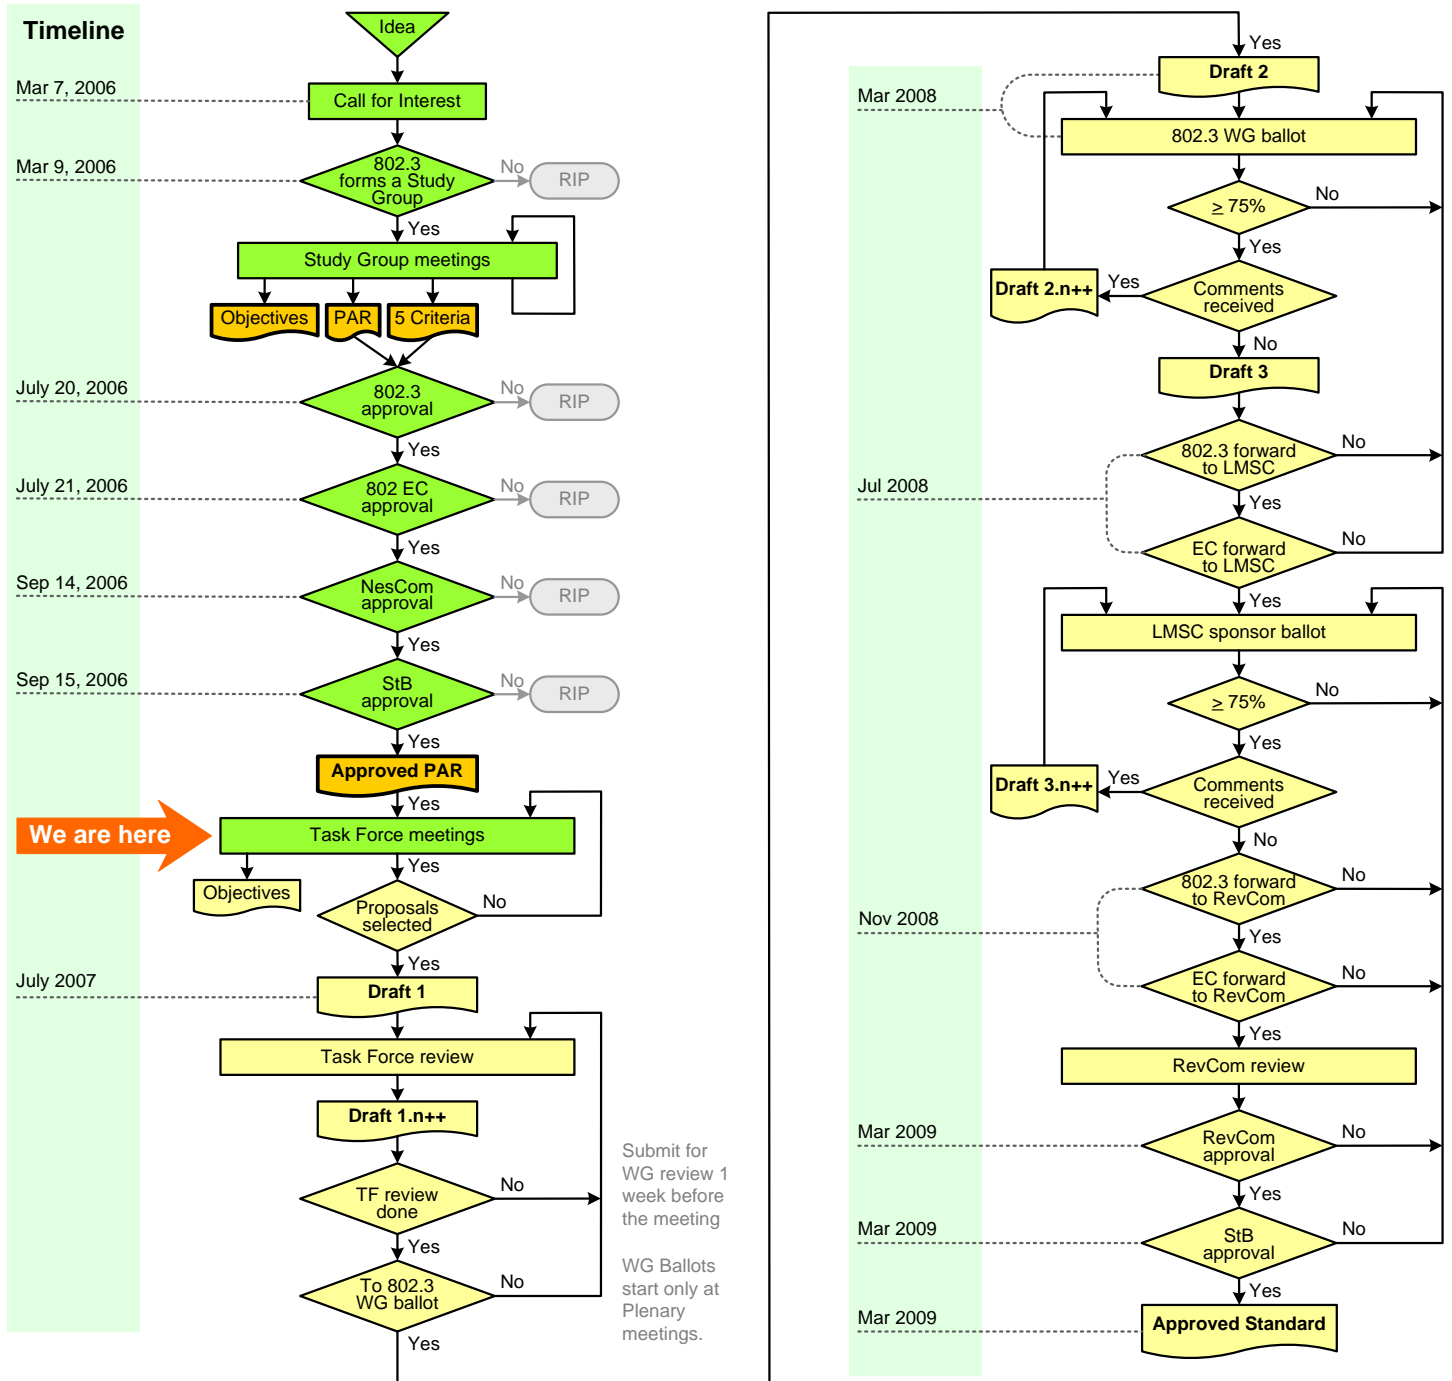 Timeline
Idea
Mar 7, 2006
Call for Interest
Mar 9, 2006
802.3
forms a Study
Group
No
RIP
Yes
Study Group meetings
Objectives
PAR
5 Criteria
July 20, 2006
802.3
approval
No
RIP
Yes
July 21, 2006
802 EC
approval
No
RIP
Yes
Sep 14, 2006
NesCom
approval
No
RIP
Yes
Sep 15, 2006
StB
approval
No
RIP
Yes
Approved PAR
Yes
We are here
Task Force meetings
Yes
Objectives
Proposals
selected
No
Yes
July 2007
Draft 1
Task Force review
Draft 1.n++
TF review
done
No
Yes
To 802.3
WG ballot
No
Yes
Submit for
WG review 1
week before
the meeting
WG Ballots
start only at
Plenary
meetings.
Yes
Draft 2
Mar 2008
802.3 WG ballot
≥ 75%
No
Yes
Draft 2.n++
Yes
Comments
received
No
Draft 3
802.3 forward
to LMSC
No
Jul 2008
Yes
EC forward
to LMSC
No
Yes
LMSC sponsor ballot
≥ 75%
No
Yes
Draft 3.n++
Yes
Comments
received
No
802.3 forward
to RevCom
No
Nov 2008
Yes
EC forward
to RevCom
No
Yes
RevCom review
Mar 2009
RevCom
approval
No
Yes
Mar 2009
StB
approval
No
Yes
Mar 2009
Approved Standard